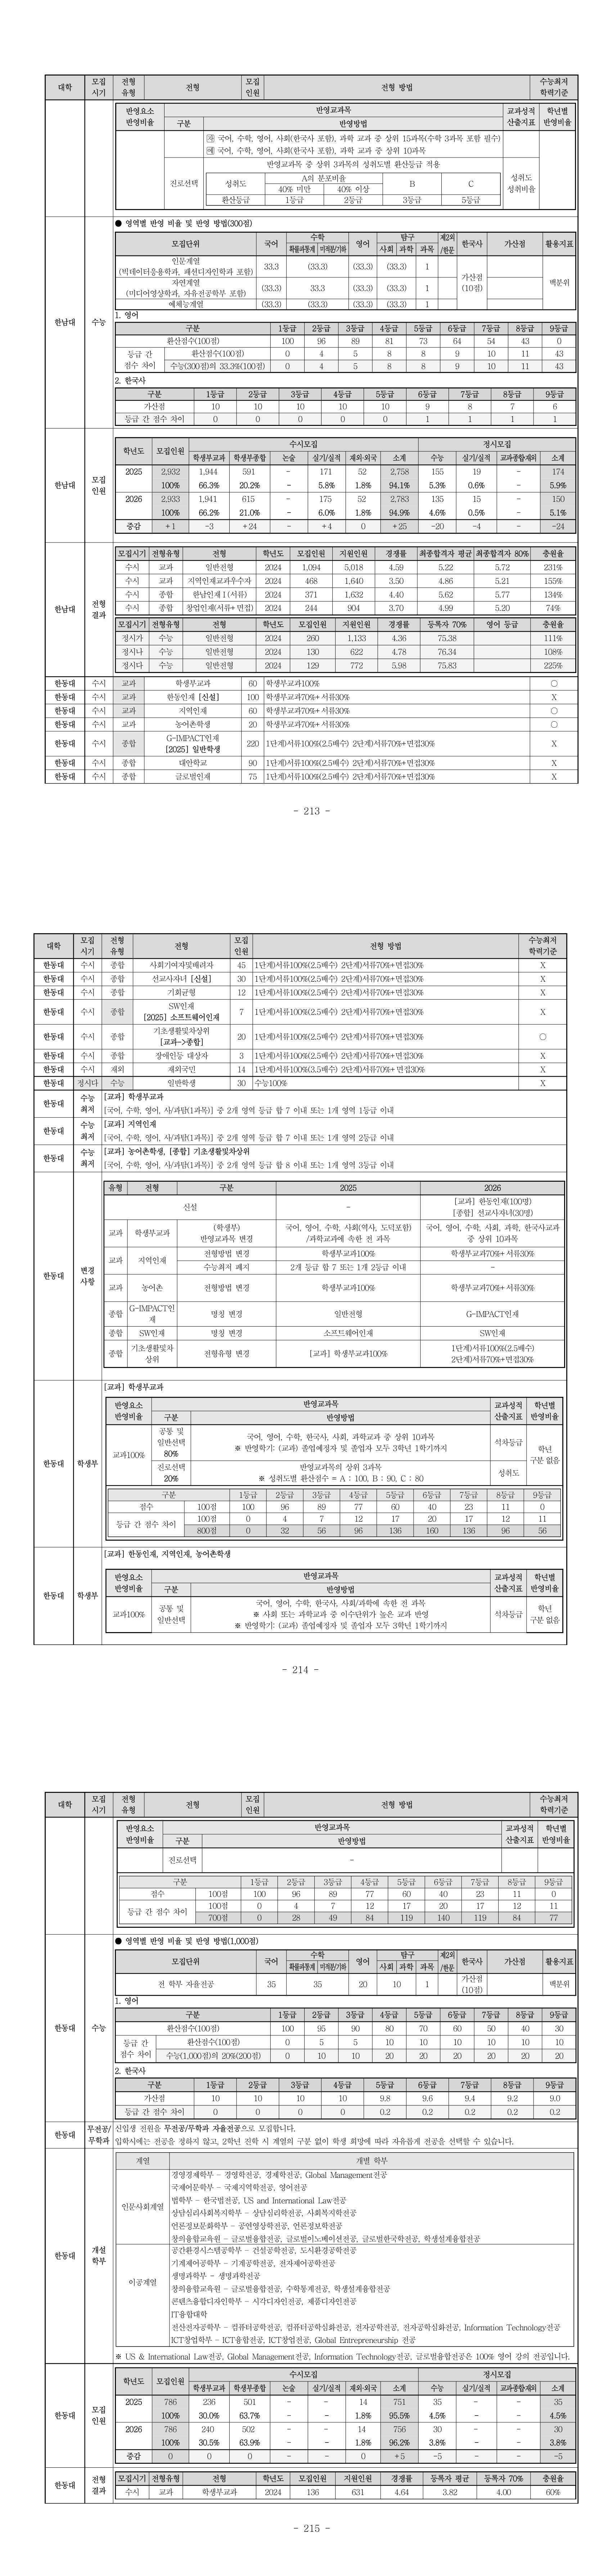 대학 모집시기 전형유형 전형 모집인원 전형 방법 수능최저학력기준
반영요소 반영비율 반영교과목 교과성적 산출지표 학년별 반영비율
구분 반영방법
국어, 수학, 영어, 사회(한국사 포함), 과학 교과 중 상위 15과목(수학 3과목 포함 필수)
국어, 수학, 영어, 사회(한국사 포함), 과학 교과 중 상위 10과목
진로선택 반영교과목 중 상위 3과목의 성취도별 환산등급 적용 성취도 성취비율
성취도 A의 분포비율 B C
40% 미만 40% 이상
환산등급 1등급 2등급 3등급 5등급
한남대 수능
● 영역별 반영 비율 및 반영 방법(300점)
모집단위 국어 수학 영어 탐구 제2외/한문 한국사 가산점 활용지표
확률과통계 미적분/기하 사회 과학 과목
인문계열 (빅데이터응용학과, 패션디자인학과 포함) 33.3 (33.3) (33.3) (33.3) 1 가산점 (10점) 백분위
자연계열 (미디어영상학과, 자유전공학부 포함) (33.3) 33.3 (33.3) (33.3) 1
예체능계열 (33.3) (33.3) (33.3) (33.3) 1
1. 영어
구분 1등급 2등급 3등급 4등급 5등급 6등급 7등급 8등급 9등급
환산점수(100점) 100 96 89 81 73 64 54 43 0
등급 간 점수 차이 환산점수(100점) 0 4 5 8 8 9 10 11 43
수능(300점)의 33.3%(100점) 0 4 5 8 8 9 10 11 43
2. 한국사
구분 1등급 2등급 3등급 4등급 5등급 6등급 7등급 8등급 9등급
가산점 10 10 10 10 10 9 8 7 6
등급 간 점수 차이 0 0 0 0 0 1 1 1 1
한남대 모집인원
학년도 모집인원 수시모집 정시모집
학생부교과 학생부종합 논술 실기/실적 재외·외국 소계 수능 실기/실적 교과종합재외 소계
2025 2,932 1,944 591 - 171 52 2,758 155 19 - 174
100% 66.3% 20.2% - 5.8% 1.8% 94.1% 5.3% 0.6% - 5.9%
2026 2,933 1,941 615 - 175 52 2,783 135 15 - 150
100% 66.2% 21.0% - 6.0% 1.8% 94.9% 4.6% 0.5% - 5.1%
증감 +1 -3 +24 - +4 0 +25 -20 -4 - -24
한남대 전형결과
모집시기 전형유형 전형 학년도 모집인원 지원인원 경쟁률 최종합격자 평균 최종합격자 80% 충원율
수시 교과 일반전형 2024 1,094 5,018 4.59 5.22 5.72 231%
수시 교과 지역인재교과우수자 2024 468 1,640 3.50 4.86 5.21 155%
수시 종합 한남인재Ⅰ(서류) 2024 371 1,632 4.40 5.62 5.77 134%
수시 종합 창업인재(서류+면접) 2024 244 904 3.70 4.99 5.20 74%
모집시기 전형유형 전형 학년도 모집인원 지원인원 경쟁률 등록자 70% 영어 등급 충원율
정시가 수능 일반전형 2024 260 1,133 4.36 75.38 111%
정시나 수능 일반전형 2024 130 622 4.78 76.34 108%
정시다 수능 일반전형 2024 129 772 5.98 75.83 225%
한동대 수시 교과 학생부교과 60 학생부교과100% ○
한동대 수시 교과 한동인재 [신설] 100 학생부교과70%+서류30% X
한동대 수시 교과 지역인재 60 학생부교과70%+서류30% ○
한동대 수시 교과 농어촌학생 20 학생부교과70%+서류30% ○
한동대 수시 종합 G-IMPACT인재 [2025] 일반학생 220 1단계)서류100%(2.5배수) 2단계)서류70%+면접30% X
한동대 수시 종합 대안학교 90 1단계)서류100%(2.5배수) 2단계)서류70%+면접30% X
한동대 수시 종합 글로벌인재 75 1단계)서류100%(2.5배수) 2단계)서류70%+면접30% X
- 213 -
대학 모집시기 전형유형 전형 모집인원 전형 방법 수능최저학력기준
한동대 수시 종합 사회기여자및배려자 45 1단계)서류100%(2.5배수) 2단계)서류70%+면접30% X
한동대 수시 종합 선교사자녀 [신설] 30 1단계)서류100%(2.5배수) 2단계)서류70%+면접30% X
한동대 수시 종합 기회균형 12 1단계)서류100%(2.5배수) 2단계)서류70%+면접30% X
한동대 수시 종합 SW인재 [2025] 소프트웨어인재 7 1단계)서류100%(2.5배수) 2단계)서류70%+면접30% X
한동대 수시 종합 기초생활및차상위 [교과->종합] 20 1단계)서류100%(2.5배수) 2단계)서류70%+면접30% ○
한동대 수시 종합 장애인등 대상자 3 1단계)서류100%(2.5배수) 2단계)서류70%+면접30% X
한동대 수시 재외 재외국민 14 1단계)서류100%(3.5배수) 2단계)서류70%+면접30% X
한동대 정시다 수능 일반학생 30 수능100% X
한동대 수능최저 [교과] 학생부교과
[국어, 수학, 영어, 사/과탐(1과목)] 중 2개 영역 등급 합 7 이내 또는 1개 영역 1등급 이내
한동대 수능최저 [교과] 지역인재
[국어, 수학, 영어, 사/과탐(1과목)] 중 2개 영역 등급 합 7 이내 또는 1개 영역 2등급 이내
한동대 수능최저 [교과] 농어촌학생, [종합] 기초생활및차상위
[국어, 수학, 영어, 사/과탐(1과목)] 중 2개 영역 등급 합 8 이내 또는 1개 영역 3등급 이내
한동대 변경사항
유형 전형 구분 2025 2026
신설 - [교과] 한동인재(100명) [종합] 선교사자녀(30명)
교과 학생부교과 (학생부) 반영교과목 변경 국어, 영어, 수학, 사회(역사, 도덕포함)/과학교과에 속한 전 과목 국어, 영어, 수학, 사회, 과학, 한국사교과 중 상위 10과목
교과 지역인재 전형방법 변경 학생부교과100% 학생부교과70%+서류30%
수능최저 폐지 2개 등급 합 7 또는 1개 2등급 이내 -
교과 농어촌 전형방법 변경 학생부교과100% 학생부교과70%+서류30%
종합 G-IMPACT인재 명칭 변경 일반전형 G-IMPACT인재
종합 SW인재 명칭 변경 소프트웨어인재 SW인재
종합 기초생활및차상위 전형유형 변경 [교과] 학생부교과100% 1단계)서류100%(2.5배수) 2단계)서류70%+면접30%
한동대 학생부 [교과] 학생부교과
반영요소 반영비율 반영교과목 교과성적 산출지표 학년별 반영비율
구분 반영방법
교과100% 공통 및 일반선택 80% 국어, 영어, 수학, 한국사, 사회, 과학교과 중 상위 10과목 석차등급 학년 구분 없음
※ 반영학기: (교과) 졸업예정자 및 졸업자 모두 3학년 1학기까지
진로선택 20% 반영교과목의 상위 3과목 성취도
※ 성취도별 환산점수 = A : 100, B : 90, C : 80
구분 1등급 2등급 3등급 4등급 5등급 6등급 7등급 8등급 9등급
점수 100점 100 96 89 77 60 40 23 11 0
등급 간 점수 차이 100점 0 4 7 12 17 20 17 12 11
800점 0 32 56 96 136 160 136 96 56
한동대 학생부 [교과] 한동인재, 지역인재, 농어촌학생
반영요소 반영비율 반영교과목 교과성적 산출지표 학년별 반영비율
구분 반영방법
교과100% 공통 및 일반선택 국어, 영어, 수학, 한국사, 사회/과학에 속한 전 과목 석차등급 학년 구분 없음
※ 사회 또는 과학교과 중 이수단위가 높은 교과 반영
※ 반영학기: (교과) 졸업예정자 및 졸업자 모두 3학년 1학기까지
- 214 -
대학 모집시기 전형유형 전형 모집인원 전형 방법 수능최저학력기준
반영요소 반영비율 반영교과목 교과성적 산출지표 학년별 반영비율
구분 반영방법
진로선택 -
구분 1등급 2등급 3등급 4등급 5등급 6등급 7등급 8등급 9등급
점수 100점 100 96 89 77 60 40 23 11 0
등급 간 점수 차이 100점 0 4 7 12 17 20 17 12 11
700점 0 28 49 84 119 140 119 84 77
한동대 수능
● 영역별 반영 비율 및 반영 방법(1,000점)
모집단위 국어 수학 영어 탐구 제2외/한문 한국사 가산점 활용지표
확률과통계 미적분/기하 사회 과학 과목
전 학부 자율전공 35 35 20 10 1 가산점 (10점) 백분위
1. 영어
구분 1등급 2등급 3등급 4등급 5등급 6등급 7등급 8등급 9등급
환산점수(100점) 100 95 90 80 70 60 50 40 30
등급 간 점수 차이 환산점수(100점) 0 5 5 10 10 10 10 10 10
수능(1,000점)의 20%(200점) 0 10 10 20 20 20 20 20 20
2. 한국사
구분 1등급 2등급 3등급 4등급 5등급 6등급 7등급 8등급 9등급
가산점 10 10 10 10 9.8 9.6 9.4 9.2 9.0
등급 간 점수 차이 0 0 0 0 0.2 0.2 0.2 0.2 0.2
한동대 무전공/무학과 신입생 전원을 무전공/무학과 자율전공으로 모집합니다.
입학시에는 전공을 정하지 않고, 2학년 진학 시 계열의 구분 없이 학생 희망에 따라 자유롭게 전공을 선택할 수 있습니다.
한동대 개설학부
계열 개별 학부
인문사회계열
경영경제학부 - 경영학전공, 경제학전공, Global Management전공
국제어문학부 - 국제지역학전공, 영어전공
법학부 - 한국법전공, US and International Law전공
상담심리사회복지학부 - 상담심리학전공, 사회복지학전공
언론정보문화학부 - 공연영상학전공, 언론정보학전공
창의융합교육원 - 글로벌융합전공, 글로벌이노베이션전공, 글로벌한국학전공, 학생설계융합전공
이공계열
공간환경시스템공학부 - 건설공학전공, 도시환경공학전공
기계제어공학부 - 기계공학전공, 전자제어공학전공
생명과학부 - 생명과학전공
창의융합교육원 - 글로벌융합전공, 수학통계전공, 학생설계융합전공
콘텐츠융합디자인학부 - 시각디자인전공, 제품디자인전공
IT융합대학
전산전자공학부 - 컴퓨터공학전공, 컴퓨터공학심화전공, 전자공학전공, 전자공학심화전공, Information Technology전공
ICT창업학부 - ICT융합전공, ICT창업전공, Global Entrepreneurship 전공
※ US & International Law전공, Global Management전공, Information Technology전공, 글로벌융합전공은 100% 영어 강의 전공입니다.
한동대 모집인원
학년도 모집인원 수시모집 정시모집
학생부교과 학생부종합 논술 실기/실적 재외·외국 소계 수능 실기/실적 교과종합재외 소계
2025 786 236 501 - - 14 751 35 - - 35
100% 30.0% 63.7% - - 1.8% 95.5% 4.5% - - 4.5%
2026 786 240 502 - - 14 756 30 - - 30
100% 30.5% 63.9% - - 1.8% 96.2% 3.8% - - 3.8%
증감 0 0 0 - - 0 +5 -5 - - -5
한동대 전형결과
모집시기 전형유형 전형 학년도 모집인원 지원인원 경쟁률 등록자 평균 등록자 70% 충원율
수시 교과 학생부교과 2024 136 631 4.64 3.82 4.00 60%
- 215 -